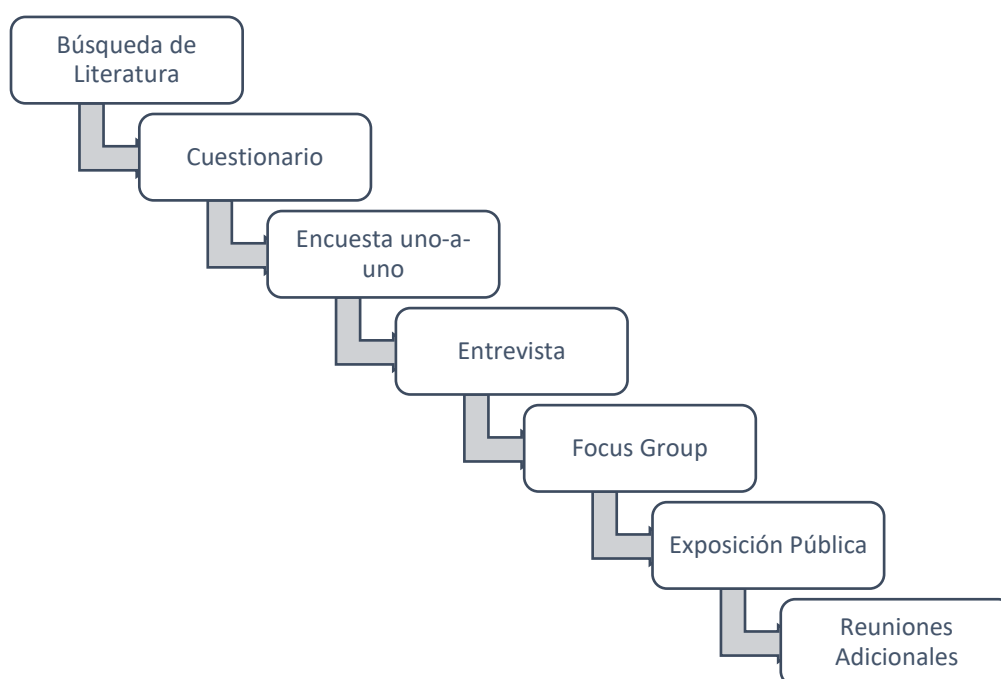 Búsqueda de
Literatura
Cuestionario
Encuesta uno-a-
uno
Entrevista
Focus Group
Exposición Pública
Reuniones
Adicionales